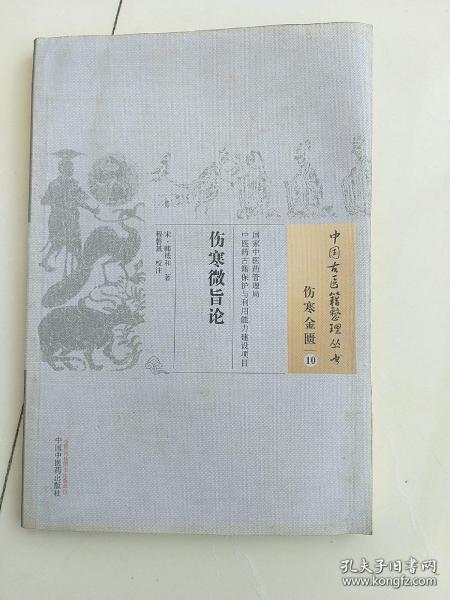 中国古医籍整理丛书
伤寒金匮
10
国家中医药管理局
中医药古籍保护与利用能力建设项目
伤寒微旨论
宋·韩祗和 著
程磐基 校注
中国中医药出版社
孔夫子旧书网
www.kongfz.com